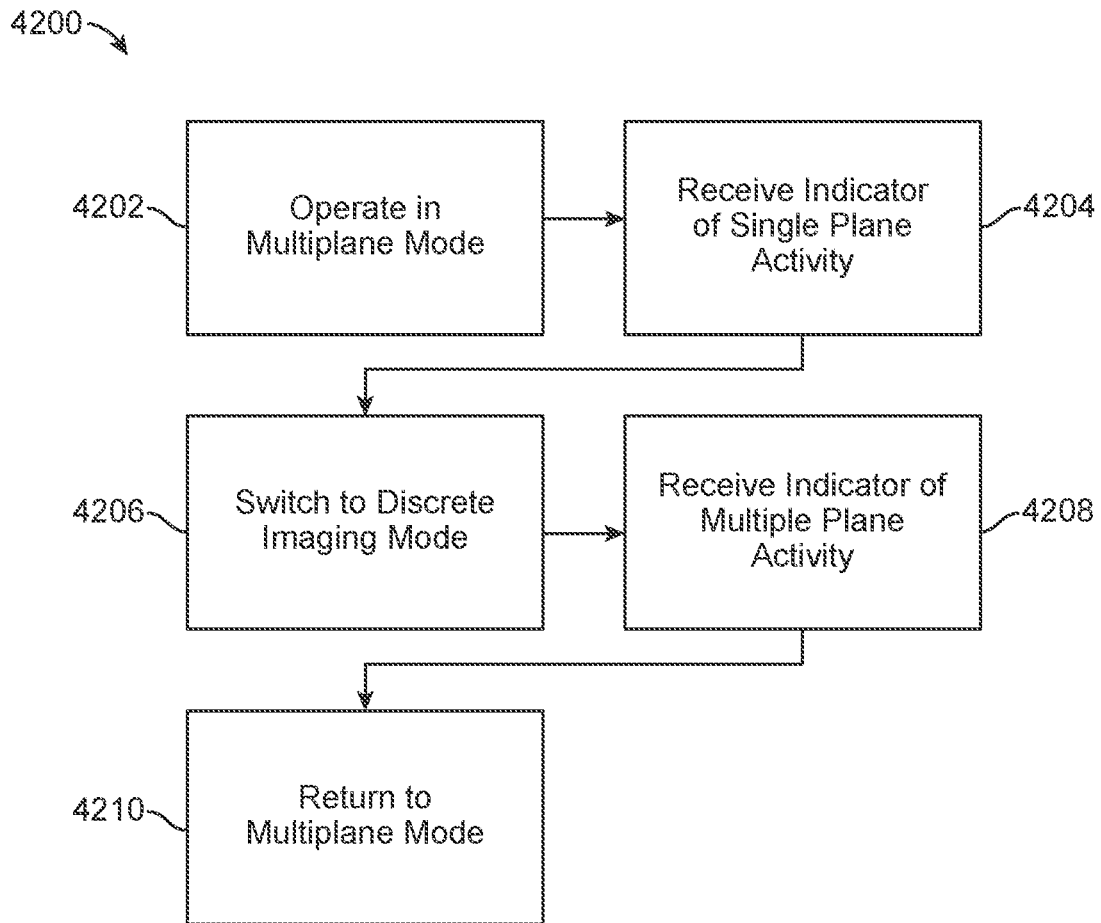 4200
4202
Operate in
Multiplane Mode
Receive Indicator
of Single Plane
Activity
4204
4206
Switch to Discrete
Imaging Mode
Receive Indicator of
Multiple Plane
Activity
4208
4210
Return to
Multiplane Mode